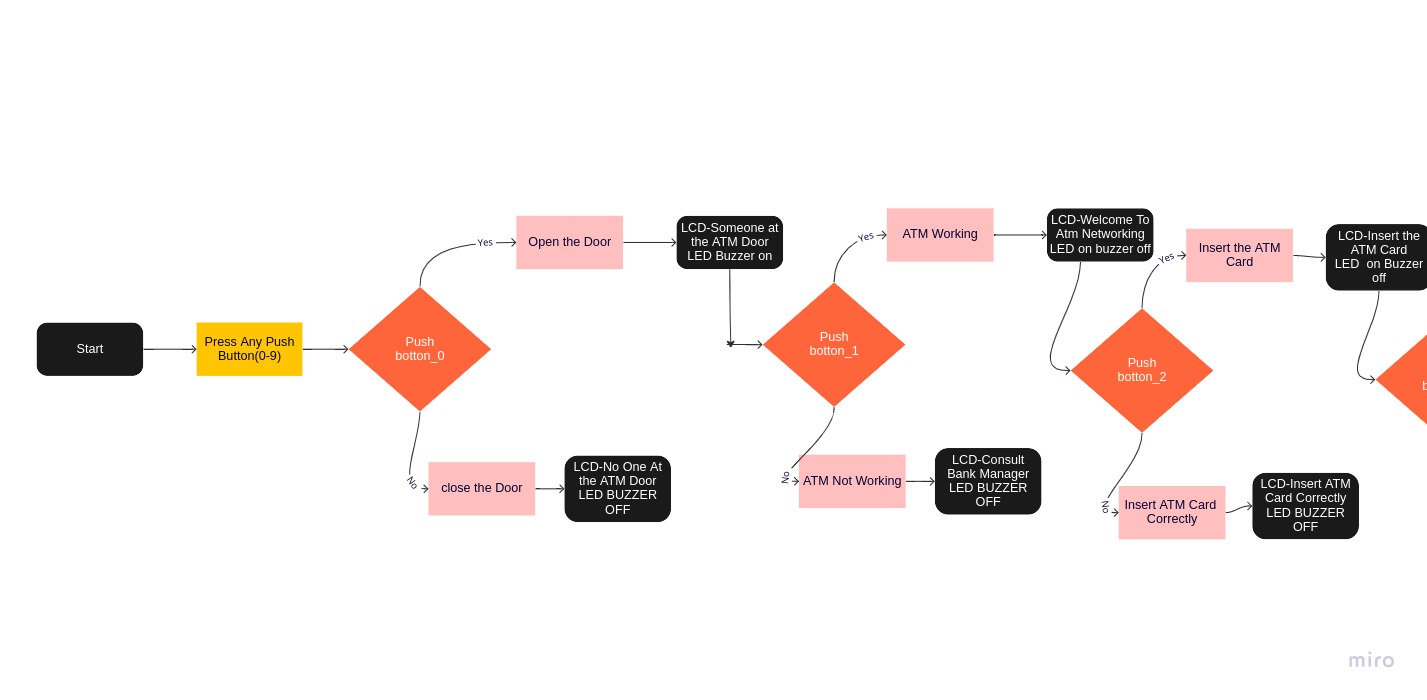 Start
Press Any Push
Button(0-9)
Push
botton_0
Yes
Open the Door
LCD-Someone at
the ATM Door
LED Buzzer on
No
close the Door
LCD-No One At
the ATM Door
LED BUZZER
OFF
Push
botton_1
Yes
ATM Working
LCD-Welcome To
Atm Networking
LED on buzzer off
No
ATM Not Working
LCD-Consult
Bank Manager
LED BUZZER
OFF
Push
botton_2
Yes
Insert the ATM
Card
LCD-Insert the
ATM Card
LED  on Buzzer
off
No
Insert ATM Card
Correctly
LCD-Insert ATM
Card Correctly
LED BUZZER
OFF
miro